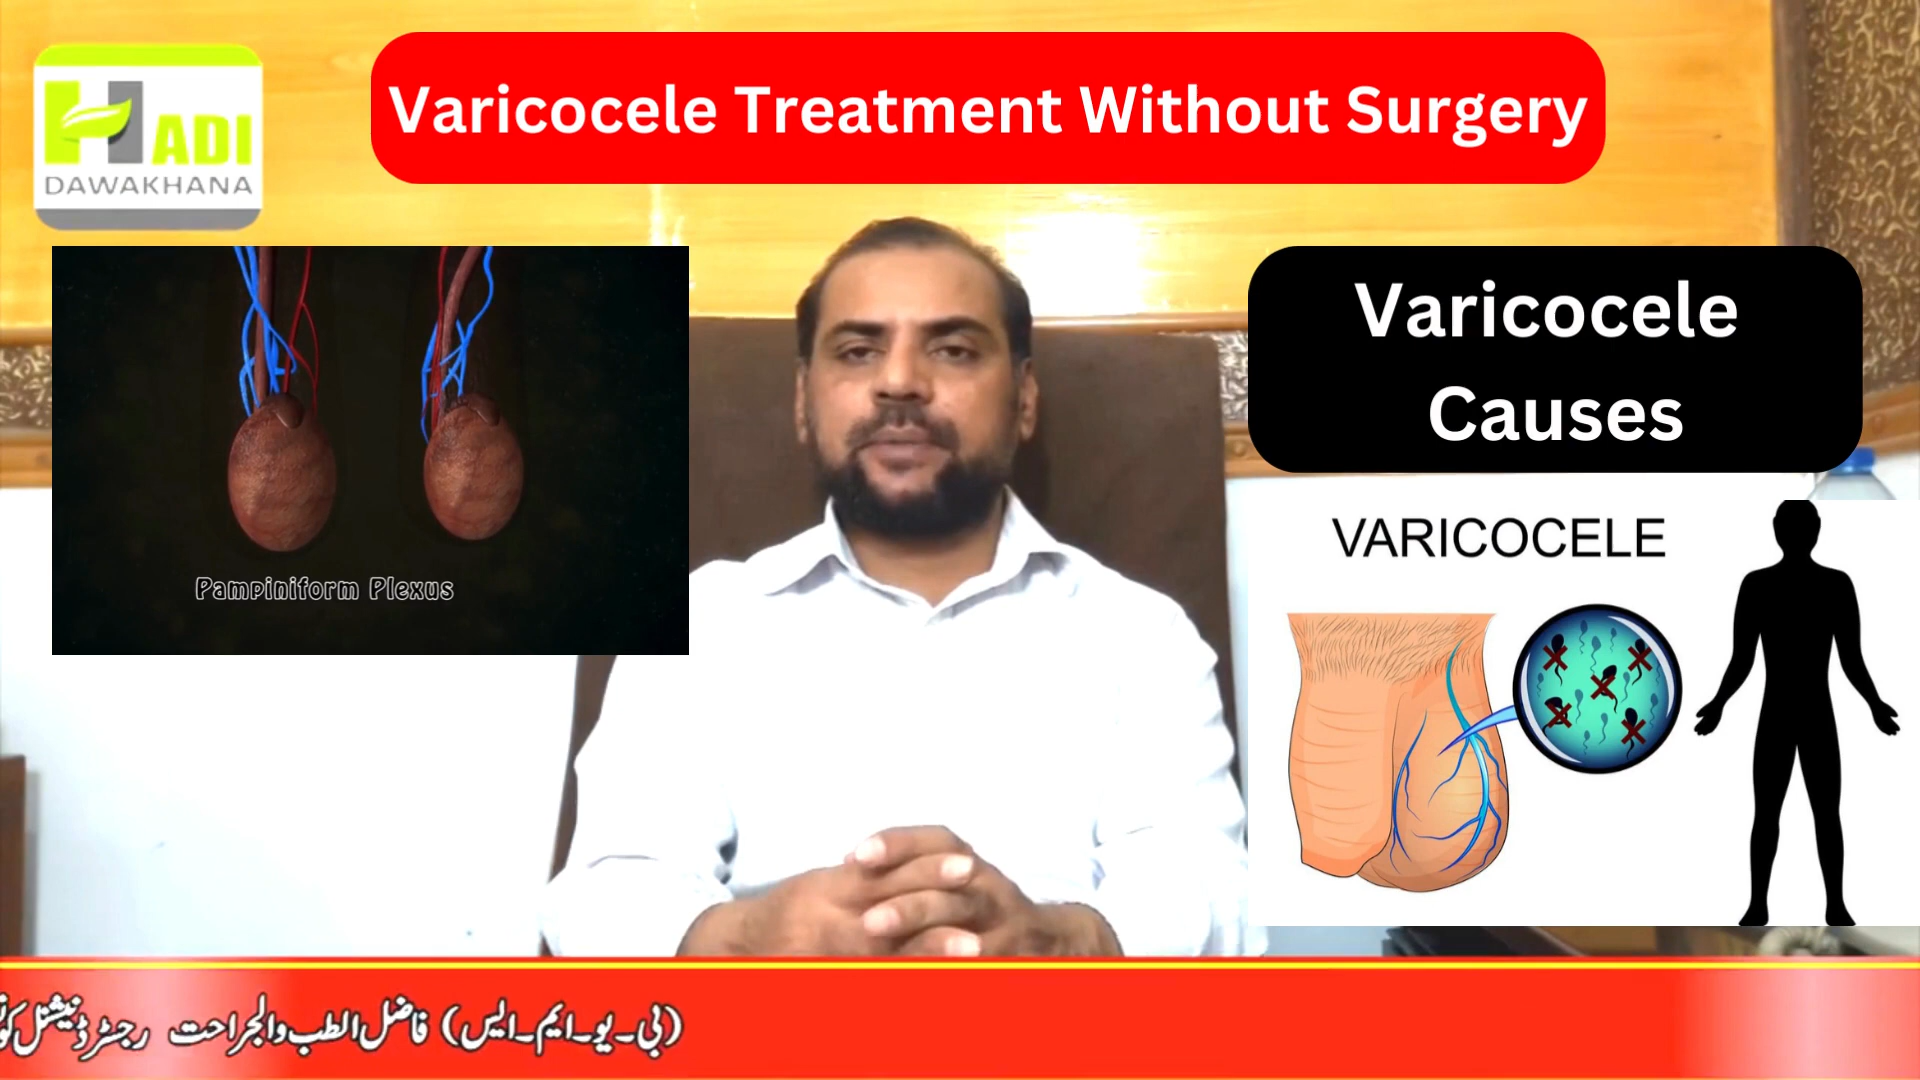 Varicocele Treatment Without Surgery
HADI
DAWAKHANA
Varicocele
Causes
Pampiniform Plexus
VARICOCELE
(بی۔یو۔ایم۔ایس) فاضل الطب والجراحت رجسٹرڈ نیشنل